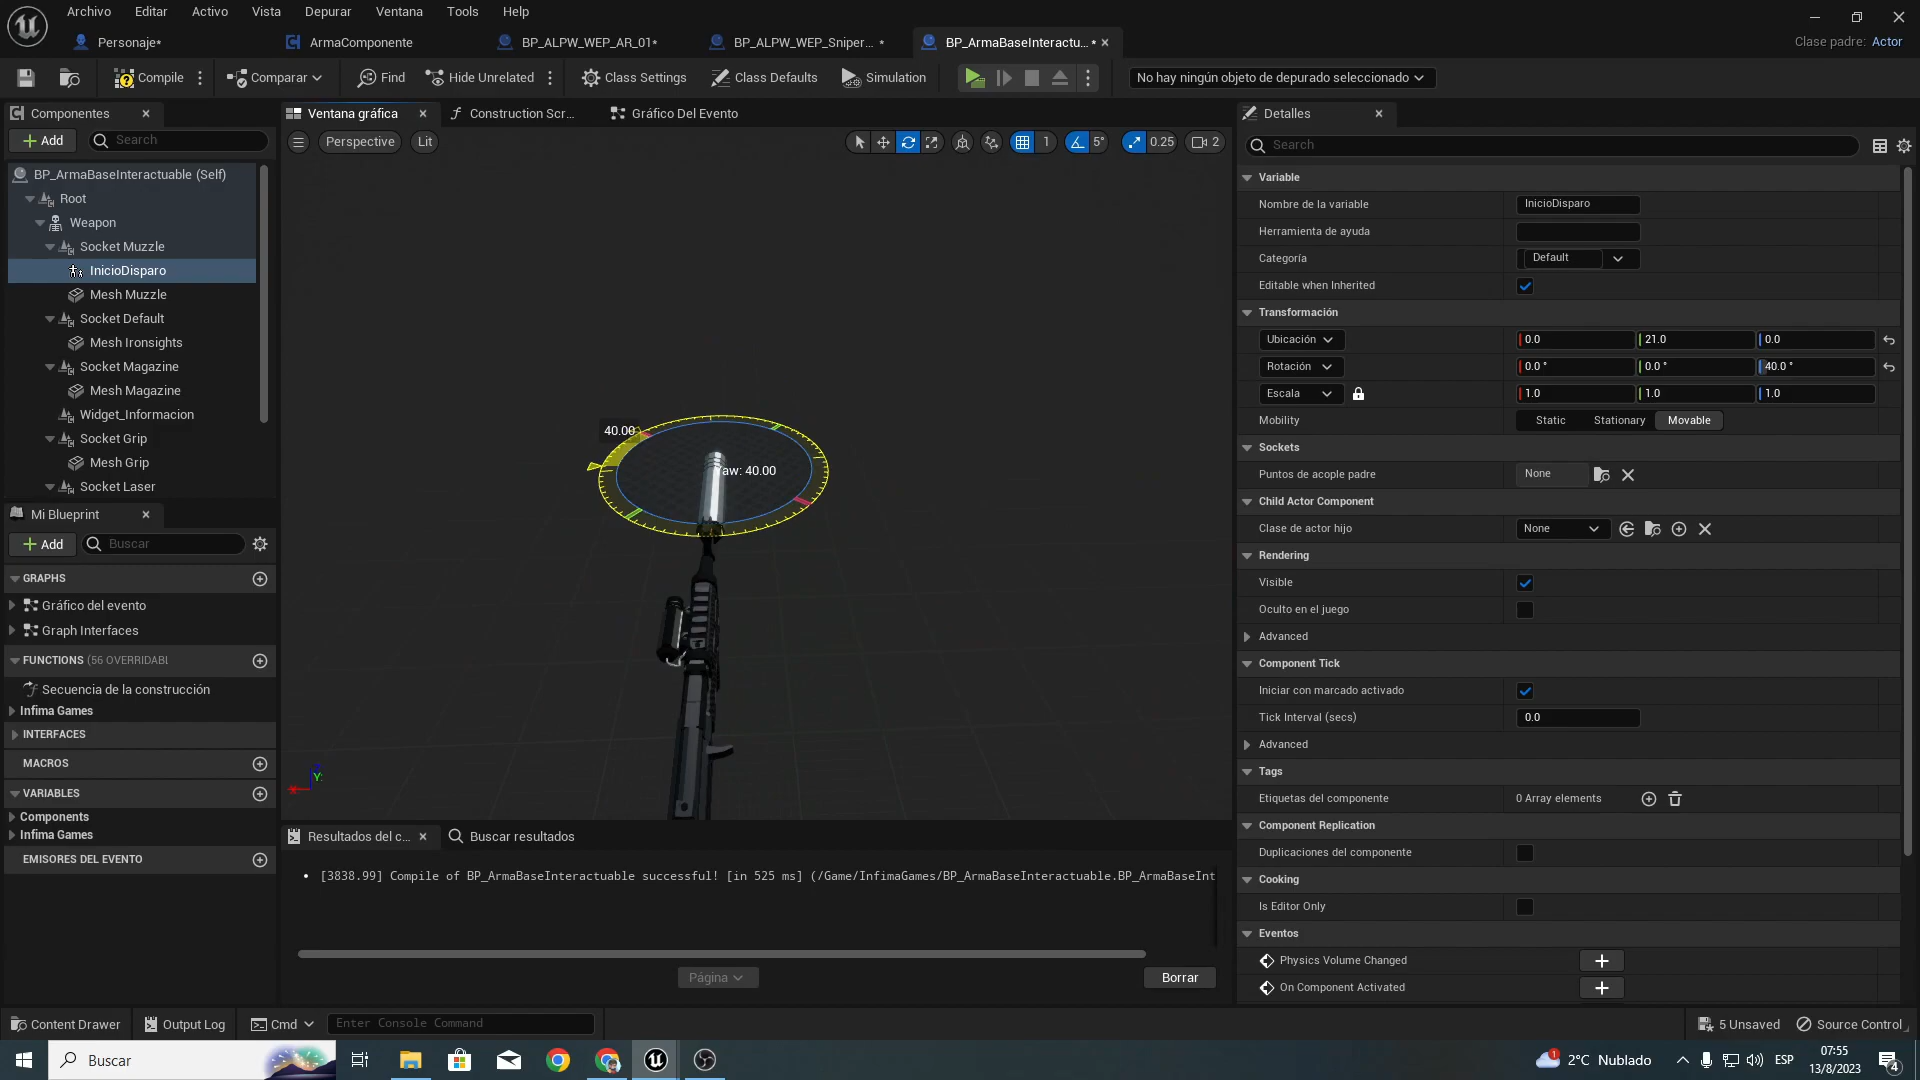 Archivo Editar Activo Vista Depurar Ventana Tools Help
Personaje* ArmaComponente BP_ALPW_WEP_AR_01* BP_ALPW_WEP_Sniper... * BP_ArmaBaseInteractu... * Clase padre: Actor
Compile Comparar Find Hide Unrelated Class Settings Class Defaults Simulation No hay ningún objeto de depurado seleccionado
Componentes
Add Search
BP_ArmaBaseInteractuable (Self)
Root
Weapon
Socket Muzzle
InicioDisparo
Mesh Muzzle
Socket Default
Mesh Ironsights
Socket Magazine
Mesh Magazine
Widget_Informacion
Socket Grip
Mesh Grip
Socket Laser
Mi Blueprint
Add Buscar
GRAPHS
Gráfico del evento
Graph Interfaces
FUNCTIONS (56 OVERRIDABL
Secuencia de la construcción
Infima Games
INTERFACES
MACROS
VARIABLES
Components
Infima Games
EMISORES DEL EVENTO
Ventana gráfica Construction Scr... Gráfico Del Evento
Perspective Lit 1 5° 0.25 2
40.00
aw: 40.00
Y
Resultados del c... Buscar resultados
• [3838.99] Compile of BP_ArmaBaseInteractuable successful! [in 525 ms] (/Game/InfimaGames/BP_ArmaBaseInteractuable.BP_ArmaBaseInt
Página Borrar
Detalles
Search
Variable
Nombre de la variable InicioDisparo
Herramienta de ayuda
Categoría Default
Editable when Inherited
Transformación
Ubicación 0.0 21.0 0.0
Rotación 0.0 ° 0.0 ° 40.0 °
Escala 1.0 1.0 1.0
Mobility Static Stationary Movable
Sockets
Puntos de acople padre None
Child Actor Component
Clase de actor hijo None
Rendering
Visible
Oculto en el juego
Advanced
Component Tick
Iniciar con marcado activado
Tick Interval (secs) 0.0
Advanced
Tags
Etiquetas del componente 0 Array elements
Component Replication
Duplicaciones del componente
Cooking
Is Editor Only
Eventos
Physics Volume Changed
On Component Activated
Content Drawer Output Log Cmd Enter Console Command 5 Unsaved Source Control
Buscar 1 2°C Nublado ESP 07:55
13/8/2023 4